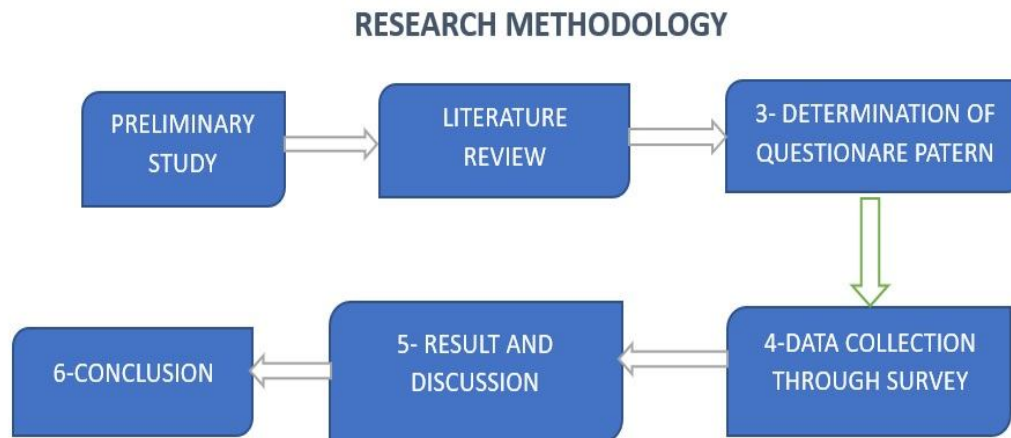 RESEARCH METHODOLOGY
PRELIMINARY
STUDY
LITERATURE
REVIEW
3- DETERMINATION OF
QUESTIONARE PATERN
4-DATA COLLECTION
THROUGH SURVEY
5- RESULT AND
DISCUSSION
6-CONCLUSION